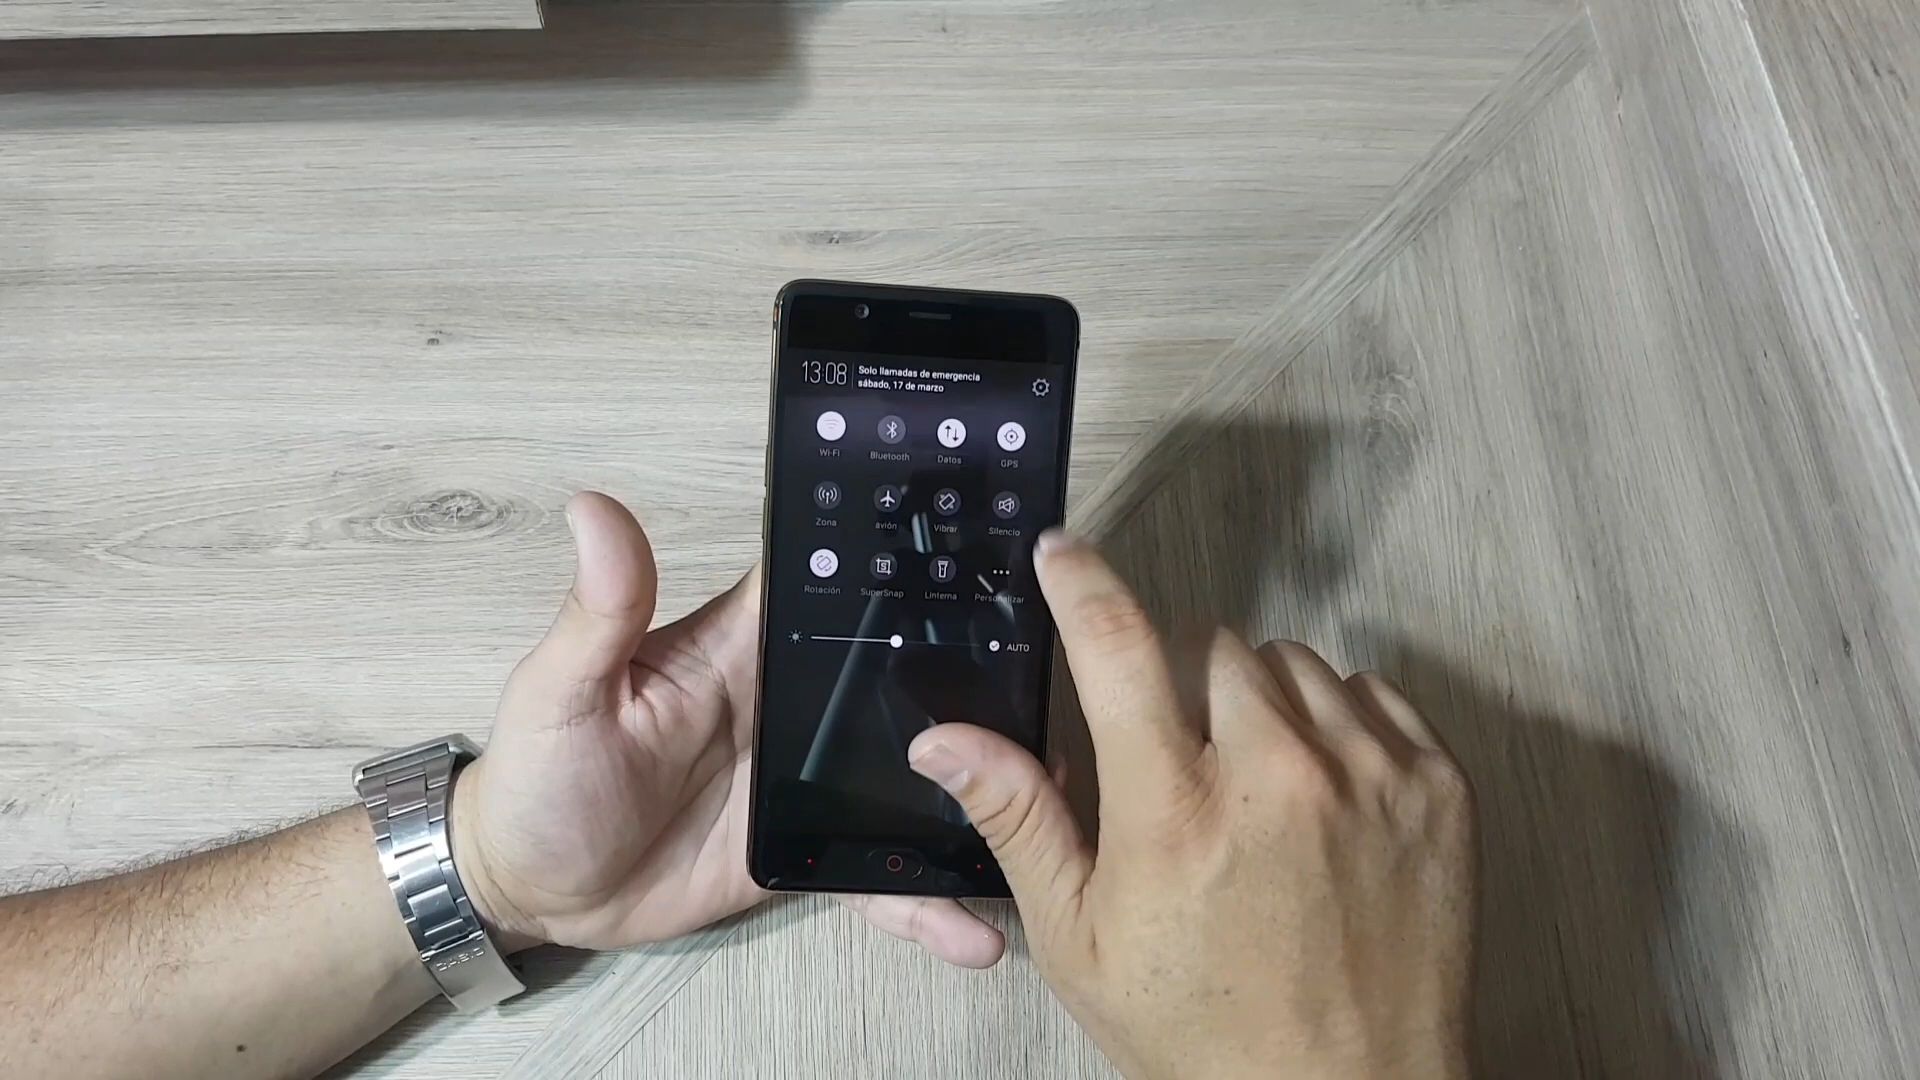 13:08
Solo llamadas de emergencia
sábado, 17 de marzo
Wi-Fi
Bluetooth
Datos
GPS
Zona
avión
Vibrar
Silencio
Rotación
SuperSnap
Linterna
Personalizar
AUTO
CASIO